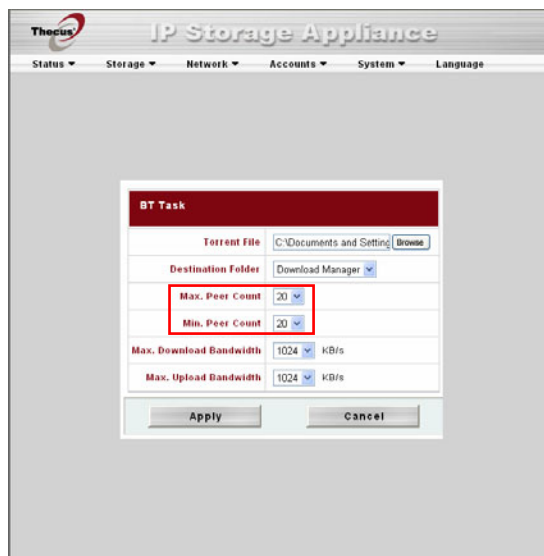 Thecus
IP Storage Appliance
Status Storage Network Accounts System Language
BT Task
Torrent File C:\Documents and Setting Browse
Destination Folder Download Manager
Max. Peer Count 20
Min. Peer Count 20
Max. Download Bandwidth 1024 KB/s
Max. Upload Bandwidth 1024 KB/s
Apply Cancel